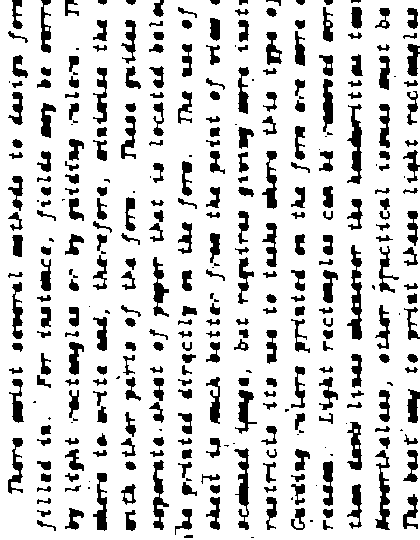 There exist several methods to design form
filled in. For instance, fields may be surro
by light rectangles or by guiding rulers. T
where to write and, therefore, minimize the
with other parts of the form. These guides
separate sheet of paper that is located below
be printed directly on the form. The use of
sheet is much better from the point of view o
scanned image, but requires giving more instr
restricts its use to tasks where this type of
Guiding rulers printed on the form are more
reason. Light rectangles can be removed more
than dark lines whenever the handwritten tou
Nevertheless, other practical issues must be
The best way to print these light rectangles